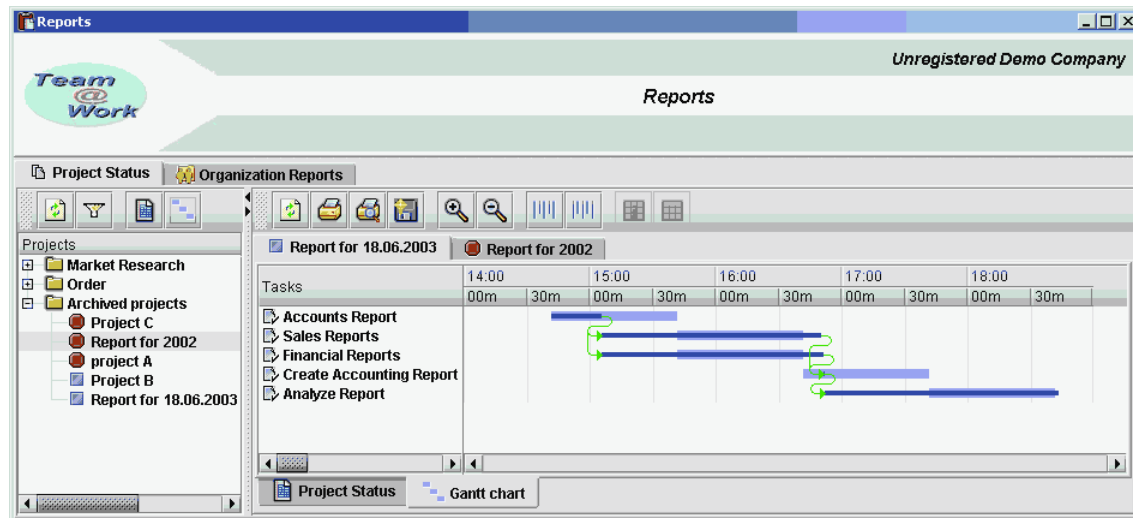 Reports
Unregistered Demo Company
Team
@
Work
Reports
Project Status
Organization Reports
Projects
Market Research
Order
Archived projects
Project C
Report for 2002
project A
Project B
Report for 18.06.2003
Report for 18.06.2003
Report for 2002
Tasks
14:00 15:00 16:00 17:00 18:00
00m 30m 00m 30m 00m 30m 00m 30m 00m 30m
Accounts Report
Sales Reports
Financial Reports
Create Accounting Report
Analyze Report
Project Status
Gantt chart